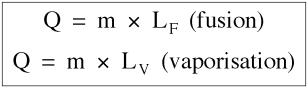 Q = m × L_F (fusion)
Q = m × L_V (vaporisation)